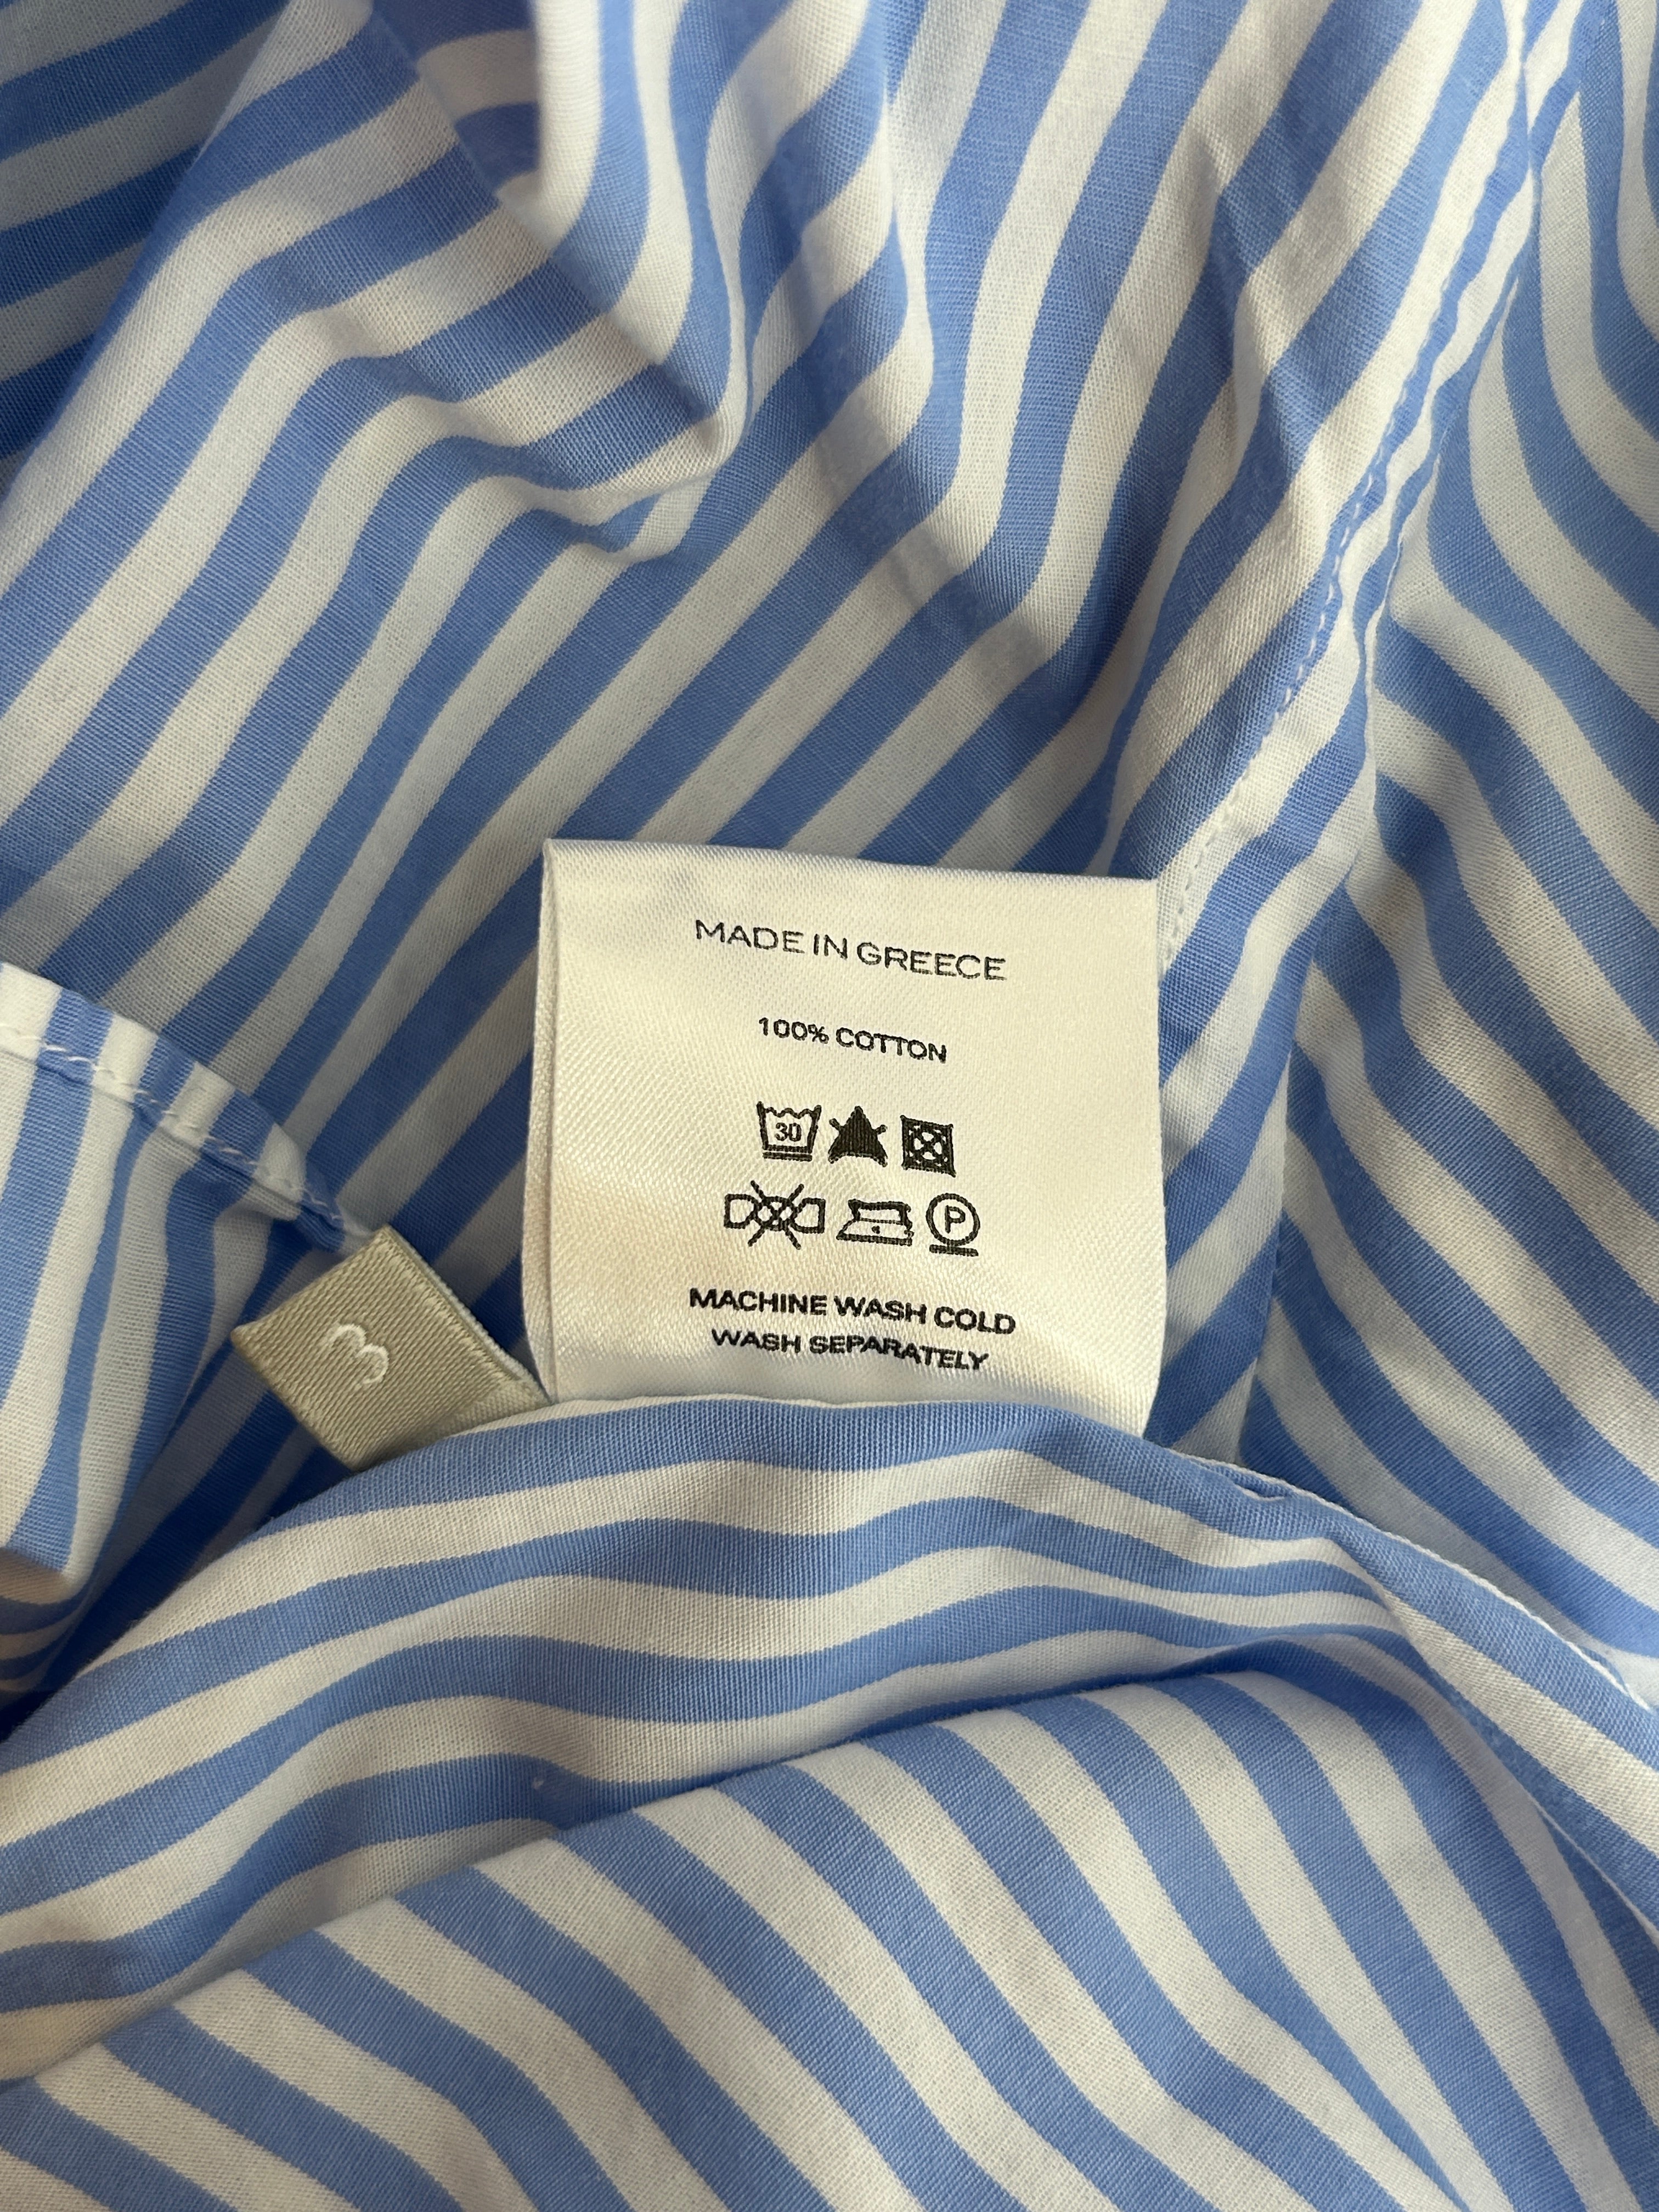 MADE IN GREECE
100% COTTON
30
P
MACHINE WASH COLD
WASH SEPARATELY
3